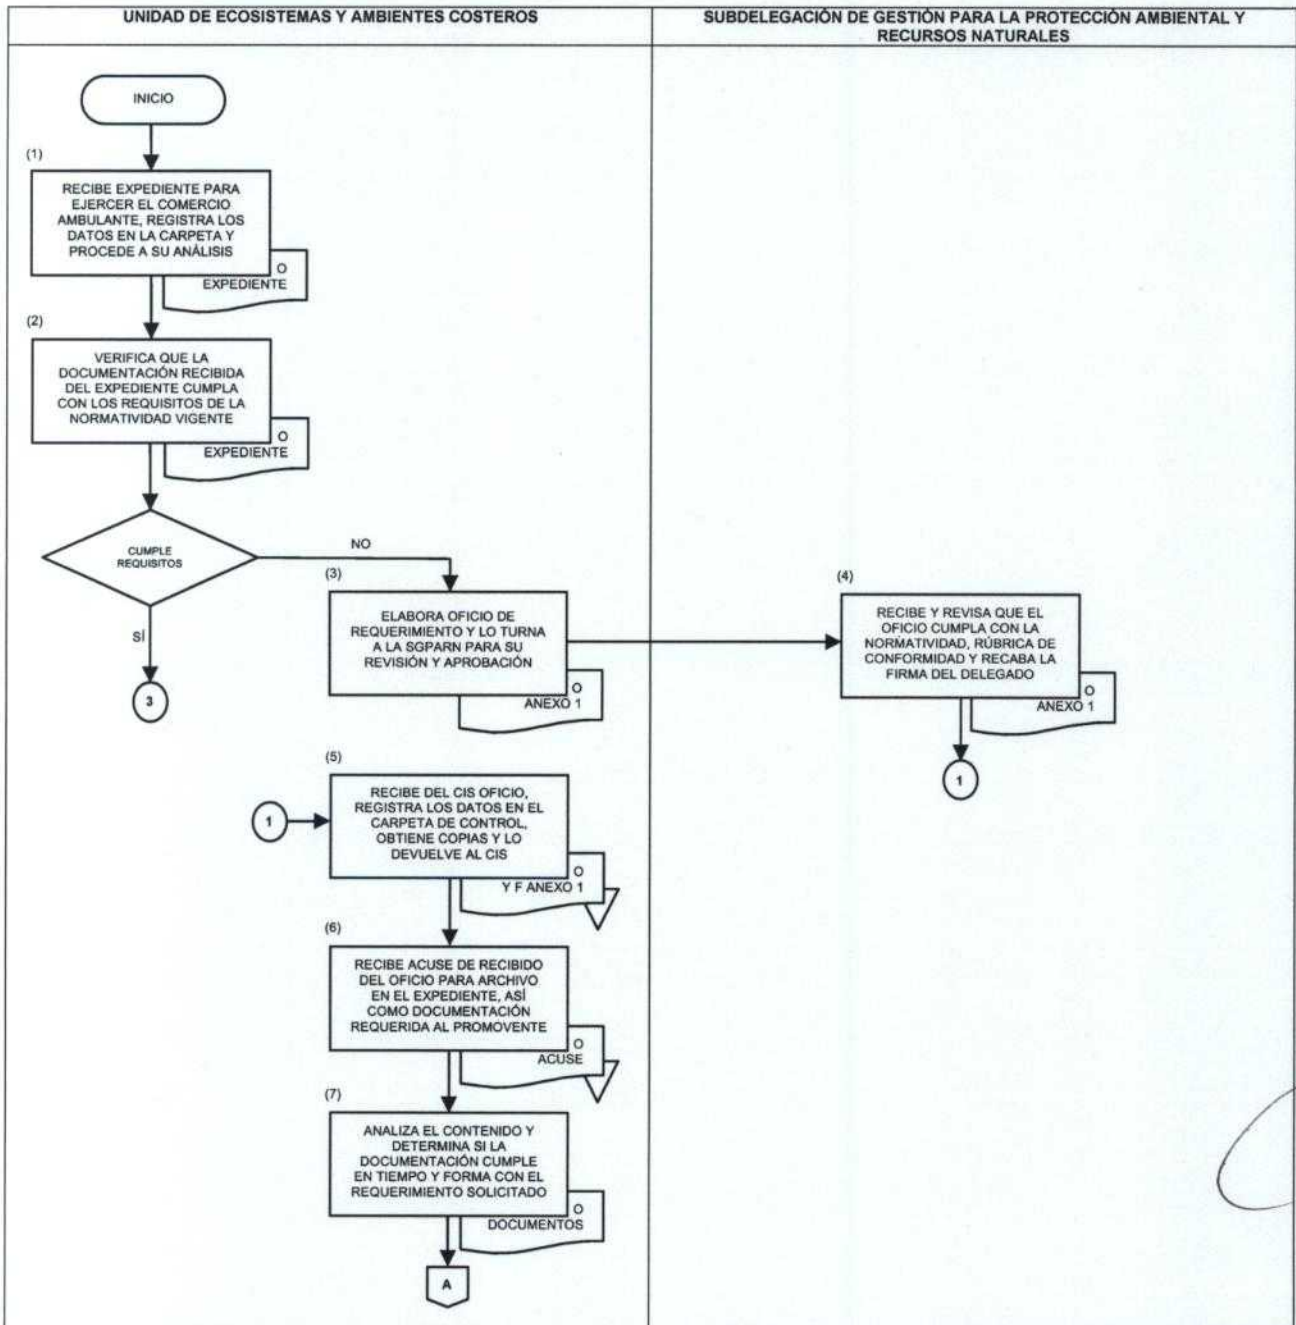 UNIDAD DE ECOSISTEMAS Y AMBIENTES COSTEROS
SUBDELEGACIÓN DE GESTIÓN PARA LA PROTECCIÓN AMBIENTAL Y
RECURSOS NATURALES
INICIO
(1)
RECIBE EXPEDIENTE PARA
EJERCER EL COMERCIO
AMBULANTE, REGISTRA LOS
DATOS EN LA CARPETA Y
PROCEDE A SU ANÁLISIS
O
EXPEDIENTE
(2)
VERIFICA QUE LA
DOCUMENTACIÓN RECIBIDA
DEL EXPEDIENTE CUMPLA
CON LOS REQUISITOS DE LA
NORMATIVIDAD VIGENTE
O
EXPEDIENTE
CUMPLE
REQUISITOS
NO
SÍ
3
(3)
ELABORA OFICIO DE
REQUERIMIENTO Y LO TURNA
A LA SGPARN PARA SU
REVISIÓN Y APROBACIÓN
O
ANEXO 1
(4)
RECIBE Y REVISA QUE EL
OFICIO CUMPLA CON LA
NORMATIVIDAD, RÚBRICA DE
CONFORMIDAD Y RECABA LA
FIRMA DEL DELEGADO
O
ANEXO 1
1
(5)
1
RECIBE DEL CIS OFICIO,
REGISTRA LOS DATOS EN EL
CARPETA DE CONTROL,
OBTIENE COPIAS Y LO
DEVUELVE AL CIS
O
Y F ANEXO 1
(6)
RECIBE ACUSE DE RECIBIDO
DEL OFICIO PARA ARCHIVO
EN EL EXPEDIENTE, ASÍ
COMO DOCUMENTACIÓN
REQUERIDA AL PROMOVENTE
O
ACUSE
(7)
ANALIZA EL CONTENIDO Y
DETERMINA SI LA
DOCUMENTACIÓN CUMPLE
EN TIEMPO Y FORMA CON EL
REQUERIMIENTO SOLICITADO
O
DOCUMENTOS
A